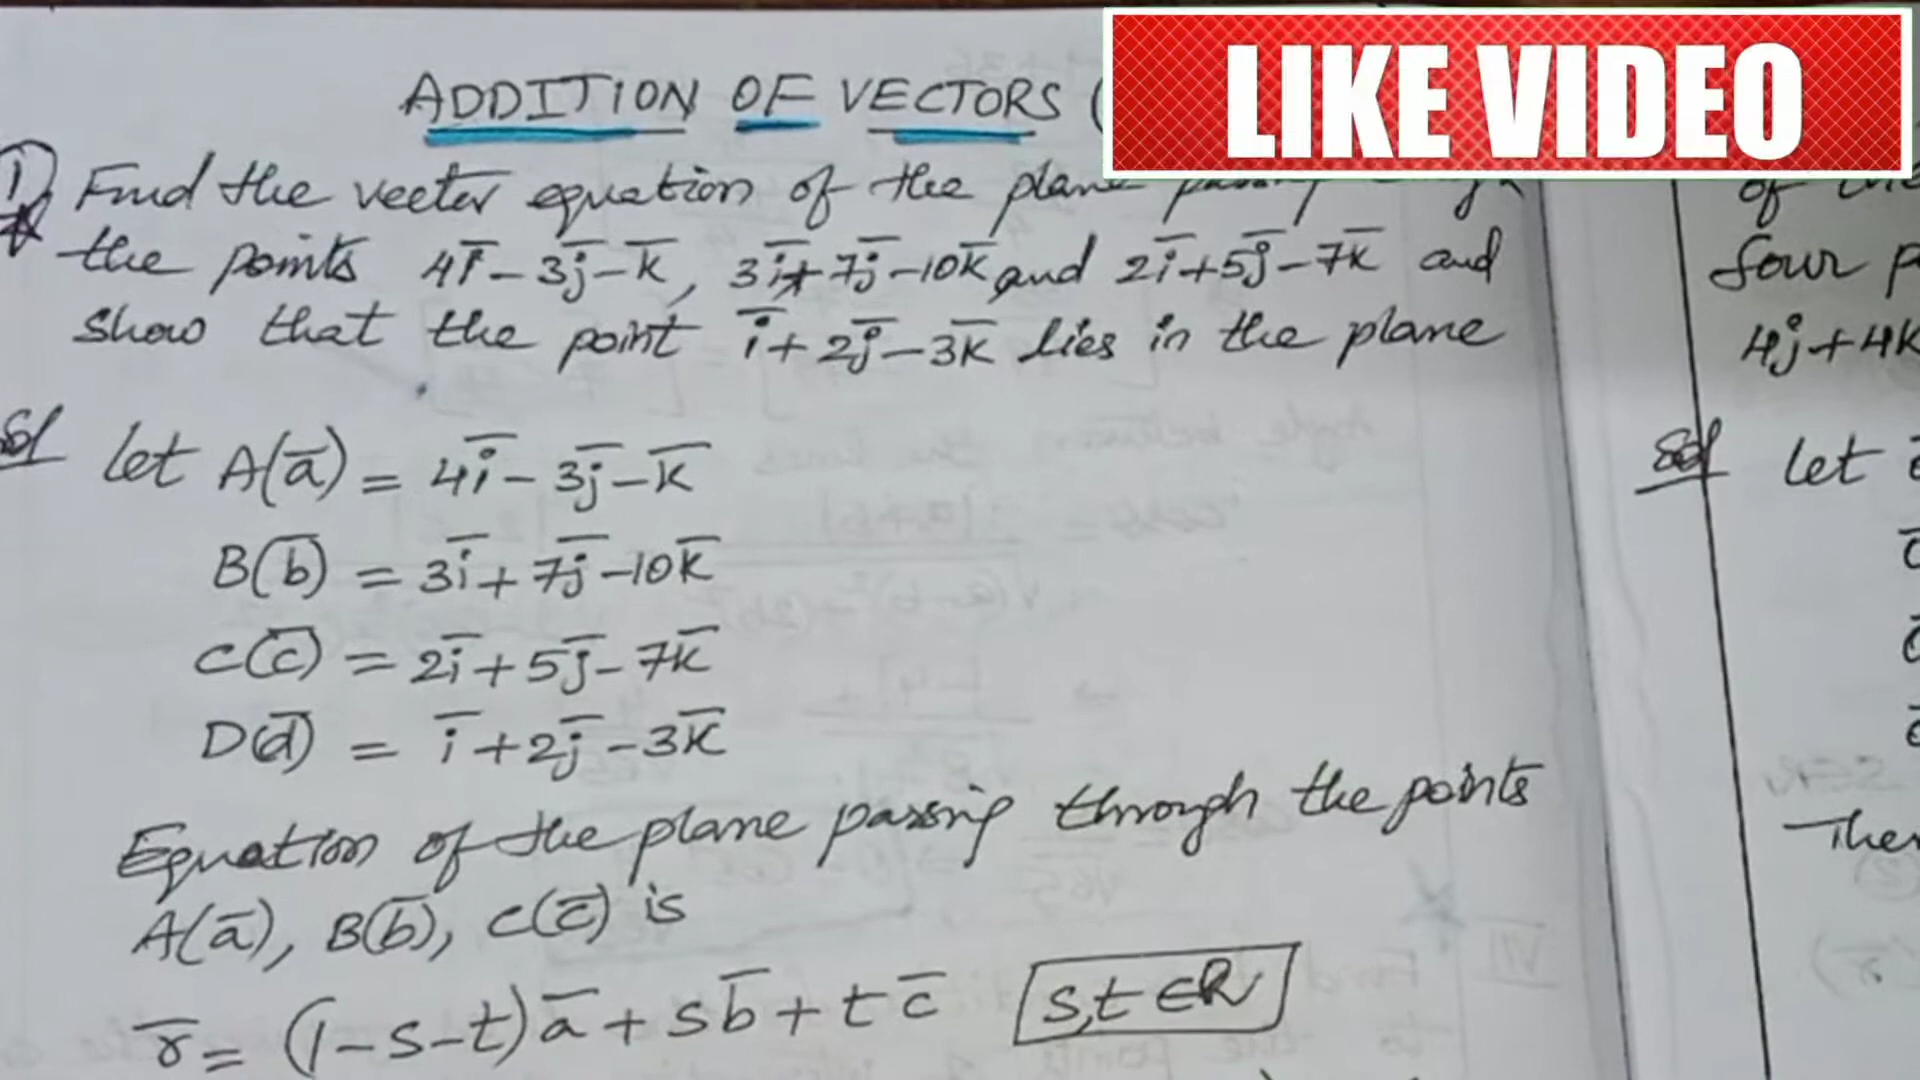 LIKE VIDEO
ADDITION OF VECTORS (
1) Find the vector equation of the plane passing
the points 4i̅ - 3j̅ - k̅, 3i̅ + 7j̅ - 10k̅ and 2i̅ + 5j̅ - 7k̅ and
show that the point i̅ + 2j̅ - 3k̅ lies in the plane
Sol Let A(a̅) = 4i̅ - 3j̅ - k̅
B(b̅) = 3i̅ + 7j̅ - 10k̅
C(c̅) = 2i̅ + 5j̅ - 7k̅
D(d̅) = i̅ + 2j̅ - 3k̅
Equation of the plane passing through the points
A(a̅), B(b̅), C(c̅) is
r̅ = (1-s-t)a̅ + sb̅ + tc̅ s,t ∈ R
of the
four p
4j + 4k
Sol Let
Then